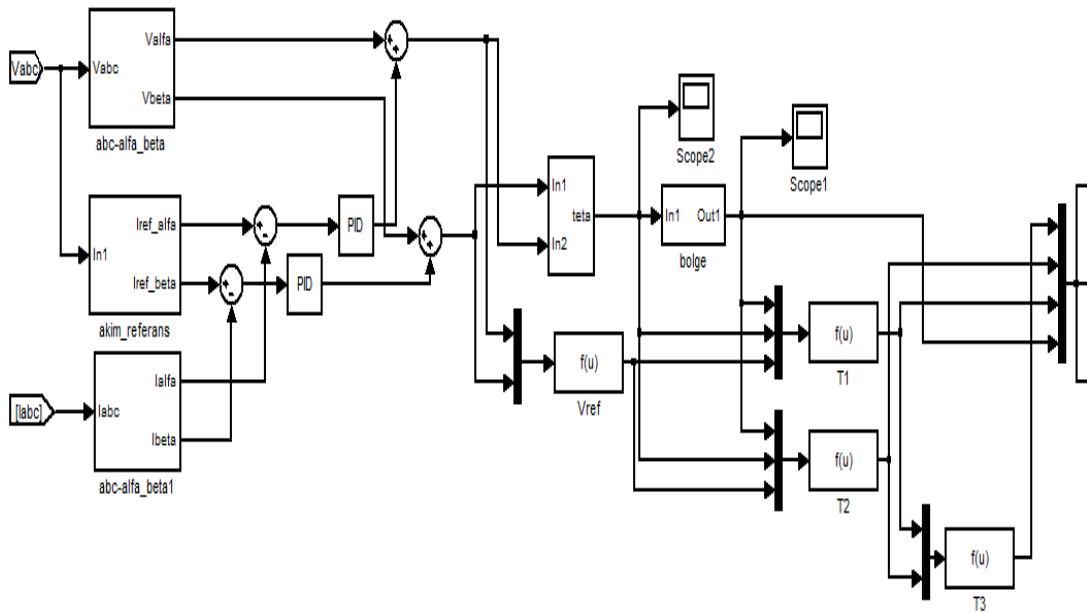 Vabc
Vabc
Valfa
Vbeta
abc-alfa_beta
In1
Iref_alfa
Iref_beta
akim_referans
[Iabc]
Iabc
Ialfa
Ibeta
abc-alfa_beta1
PID
PID
In1
In2
teta
Scope2
In1
Out1
bolge
Scope1
f(u)
Vref
f(u)
T1
f(u)
T2
f(u)
T3